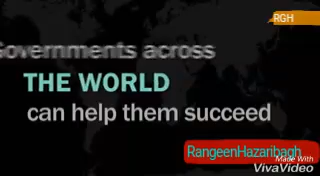 RGH
Governments across
THE WORLD
can help them succeed
RangeenHazaribagh
Made With
VivaVideo